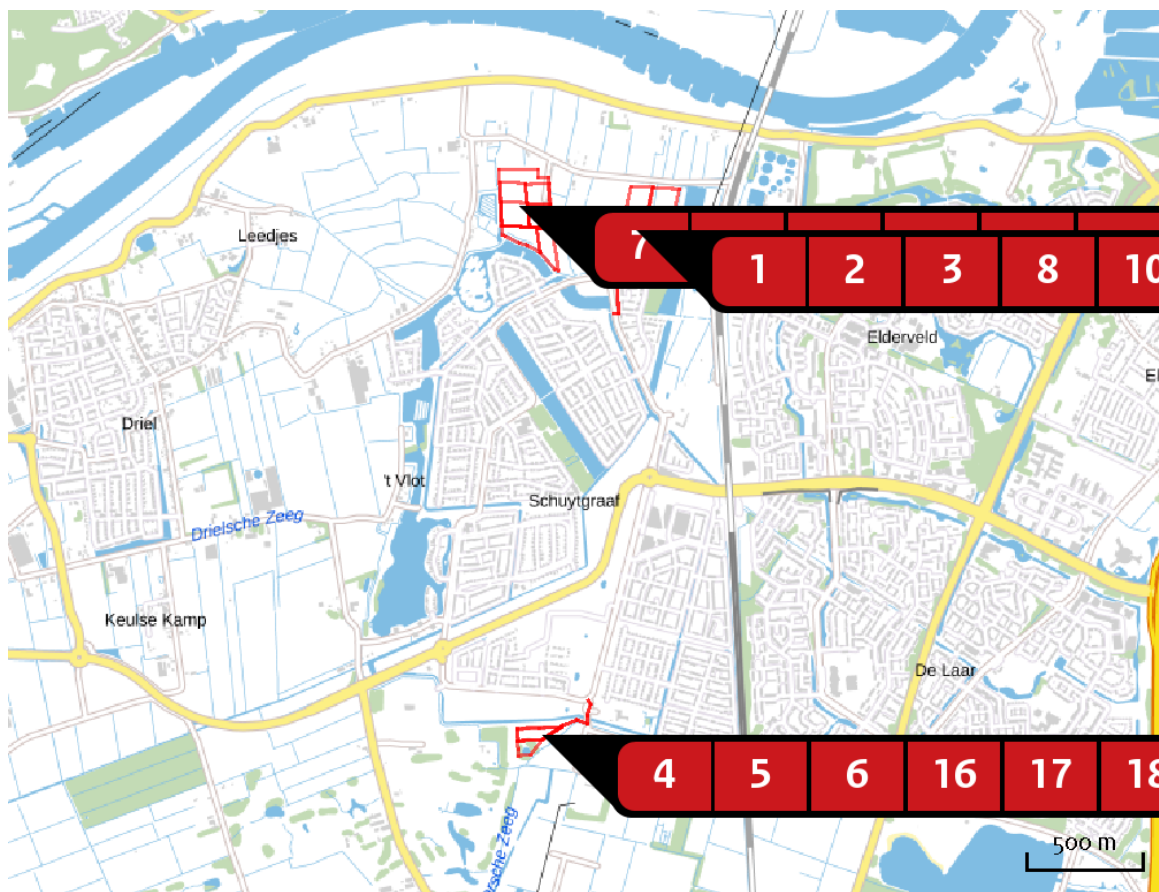 Leedjes
7
1 2 3 8 10
Elderveld
Driel
't Vlot
Schuytgraaf
Drielsche Zeeg
Keulse Kamp
De Laar
4 5 6 16 17 18
500 m